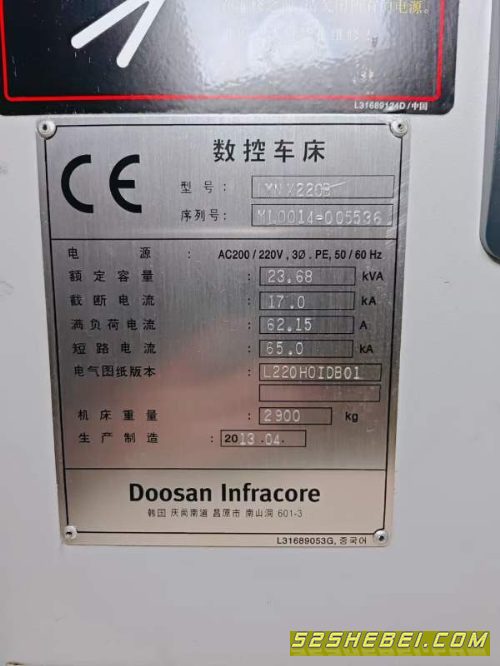 L31689124D / 中国
CE
数控车床
型号:
序列号: ML0014-005536
电源: AC200 / 220V, 3Ø. PE, 50 / 60 Hz
额定容量: 23.68 kVA
截断电流: 17.0 kA
满负荷电流: 62.15 A
短路电流: 65.0 kA
电气图纸版本: L220H0IDB01
机床重量: 2900 kg
生产制造: 2013.04.
Doosan Infracore
韩国 庆尚南道 昌原市 南山洞 601-3
L31689053G, 중국어
52SHEBEI.COM